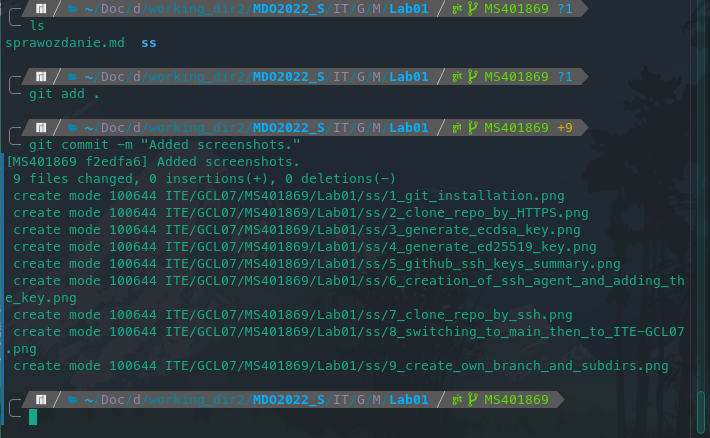 ~/Doc/d/working_dir2/MDO2022_S/IT/G/M/Lab01 git MS401869 ?1
ls
sprawozdanie.md ss
~/Doc/d/working_dir2/MDO2022_S/IT/G/M/Lab01 git MS401869 ?1
git add .
~/Doc/d/working_dir2/MDO2022_S/IT/G/M/Lab01 git MS401869 +9
git commit -m "Added screenshots."
[MS401869 f2edfa6] Added screenshots.
9 files changed, 0 insertions(+), 0 deletions(-)
create mode 100644 ITE/GCL07/MS401869/Lab01/ss/1_git_installation.png
create mode 100644 ITE/GCL07/MS401869/Lab01/ss/2_clone_repo_by_HTTPS.png
create mode 100644 ITE/GCL07/MS401869/Lab01/ss/3_generate_ecdsa_key.png
create mode 100644 ITE/GCL07/MS401869/Lab01/ss/4_generate_ed25519_key.png
create mode 100644 ITE/GCL07/MS401869/Lab01/ss/5_github_ssh_keys_summary.png
create mode 100644 ITE/GCL07/MS401869/Lab01/ss/6_creation_of_ssh_agent_and_adding_th
e_key.png
create mode 100644 ITE/GCL07/MS401869/Lab01/ss/7_clone_repo_by_ssh.png
create mode 100644 ITE/GCL07/MS401869/Lab01/ss/8_switching_to_main_then_to_ITE-GCL07
.png
create mode 100644 ITE/GCL07/MS401869/Lab01/ss/9_create_own_branch_and_subdirs.png
~/Doc/d/working_dir2/MDO2022_S/IT/G/M/Lab01 git MS401869